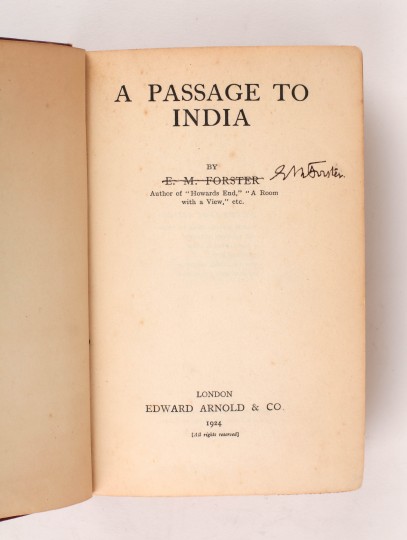 A PASSAGE TO
INDIA
BY
E. M. FORSTER
E M Forster.
Author of "Howards End," "A Room
with a View," etc.
LONDON
EDWARD ARNOLD & CO.
1924
[All rights reserved]